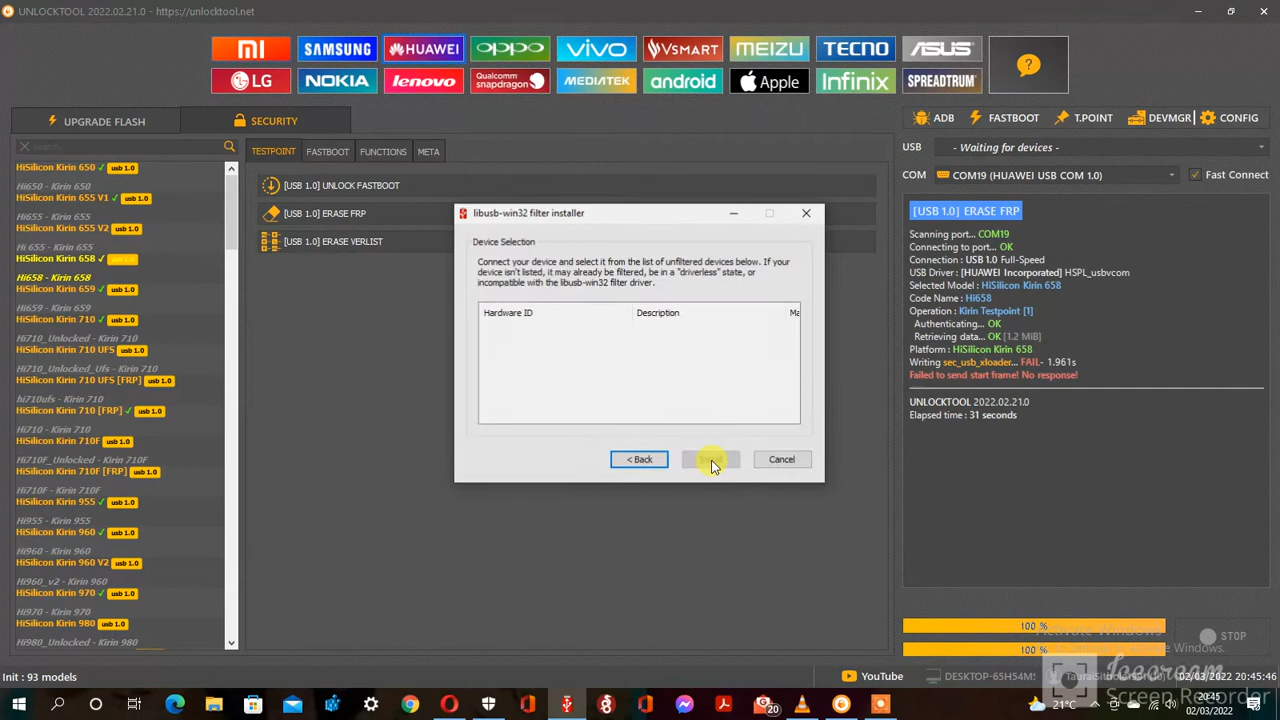 UNLOCKTOOL 2022.02.21.0 - https://unlocktool.net
MI SAMSUNG HUAWEI OPPO vivo VSMART MEIZU TECNO ASUS
LG NOKIA lenovo Qualcomm snapdragon MEDIATEK android Apple Infinix SPREADTRUM
?
UPGRADE FLASH
SECURITY
Search...
HiSilicon Kirin 650 ✓ usb 1.0
Hi650 - Kirin 650
HiSilicon Kirin 655 V1 ✓ usb 1.0
Hi655 - Kirin 655
HiSilicon Kirin 655 V2 ✓ usb 1.0
Hi 655 - Kirin 655
HiSilicon Kirin 658 ✓ usb 1.0
Hi658 - Kirin 658
HiSilicon Kirin 659 ✓ usb 1.0
Hi659 - Kirin 659
HiSilicon Kirin 710 ✓ usb 1.0
Hi710 - Kirin 710
HiSilicon Kirin 710 UFS usb 1.0
Hi710_Unlocked_Ufs - Kirin 710
HiSilicon Kirin 710 UFS [FRP] usb 1.0
hi710ufs - Kirin 710
HiSilicon Kirin 710 [FRP] ✓ usb 1.0
Hi710 - Kirin 710
HiSilicon Kirin 710F usb 1.0
Hi710F_Unlocked - Kirin 710F
HiSilicon Kirin 710F [FRP] usb 1.0
Hi710F - Kirin 710F
HiSilicon Kirin 955 ✓ usb 1.0
Hi955 - Kirin 955
HiSilicon Kirin 960 ✓ usb 1.0
Hi960 - Kirin 960
HiSilicon Kirin 960 V2 usb 1.0
Hi960_v2 - Kirin 960
HiSilicon Kirin 970 ✓ usb 1.0
Hi970 - Kirin 970
HiSilicon Kirin 980 usb 1.0
Hi980_Unlocked - Kirin 980
TESTPOINT FASTBOOT FUNCTIONS META
[USB 1.0] UNLOCK FASTBOOT
[USB 1.0] ERASE FRP
[USB 1.0] ERASE VERLIST
libusb-win32 filter installer
Device Selection
Connect your device and select it from the list of unfiltered devices below. If your
device isn't listed, it may already be filtered, be in a "driverless" state, or
incompatible with the libusb-win32 filter driver.
Hardware ID Description Ma
< Back Cancel
ADB FASTBOOT T.POINT DEVMGR CONFIG
USB - Waiting for devices -
COM COM19 (HUAWEI USB COM 1.0) Fast Connect
[USB 1.0] ERASE FRP
Scanning port... COM19
Connecting to port... OK
Connection : USB 1.0 Full-Speed
USB Driver : [HUAWEI Incorporated] HSPL_usbvcom
Selected Model : HiSilicon Kirin 658
Code Name : Hi658
Operation : Kirin Testpoint [1]
Authenticating... OK
Retrieving data... OK [1.2 MiB]
Platform : HiSilicon Kirin 658
Writing sec_usb_xloader... FAIL- 1.961s
Failed to send start frame! No response!
UNLOCKTOOL 2022.02.21.0
Elapsed time : 31 seconds
100 %
100 %
STOP
Activate Windows
Windows.
Init : 93 models
YouTube
02/03/2022 20:45:46
Icecream
Screen Recorder
20
21°C
20:45
02/03/2022